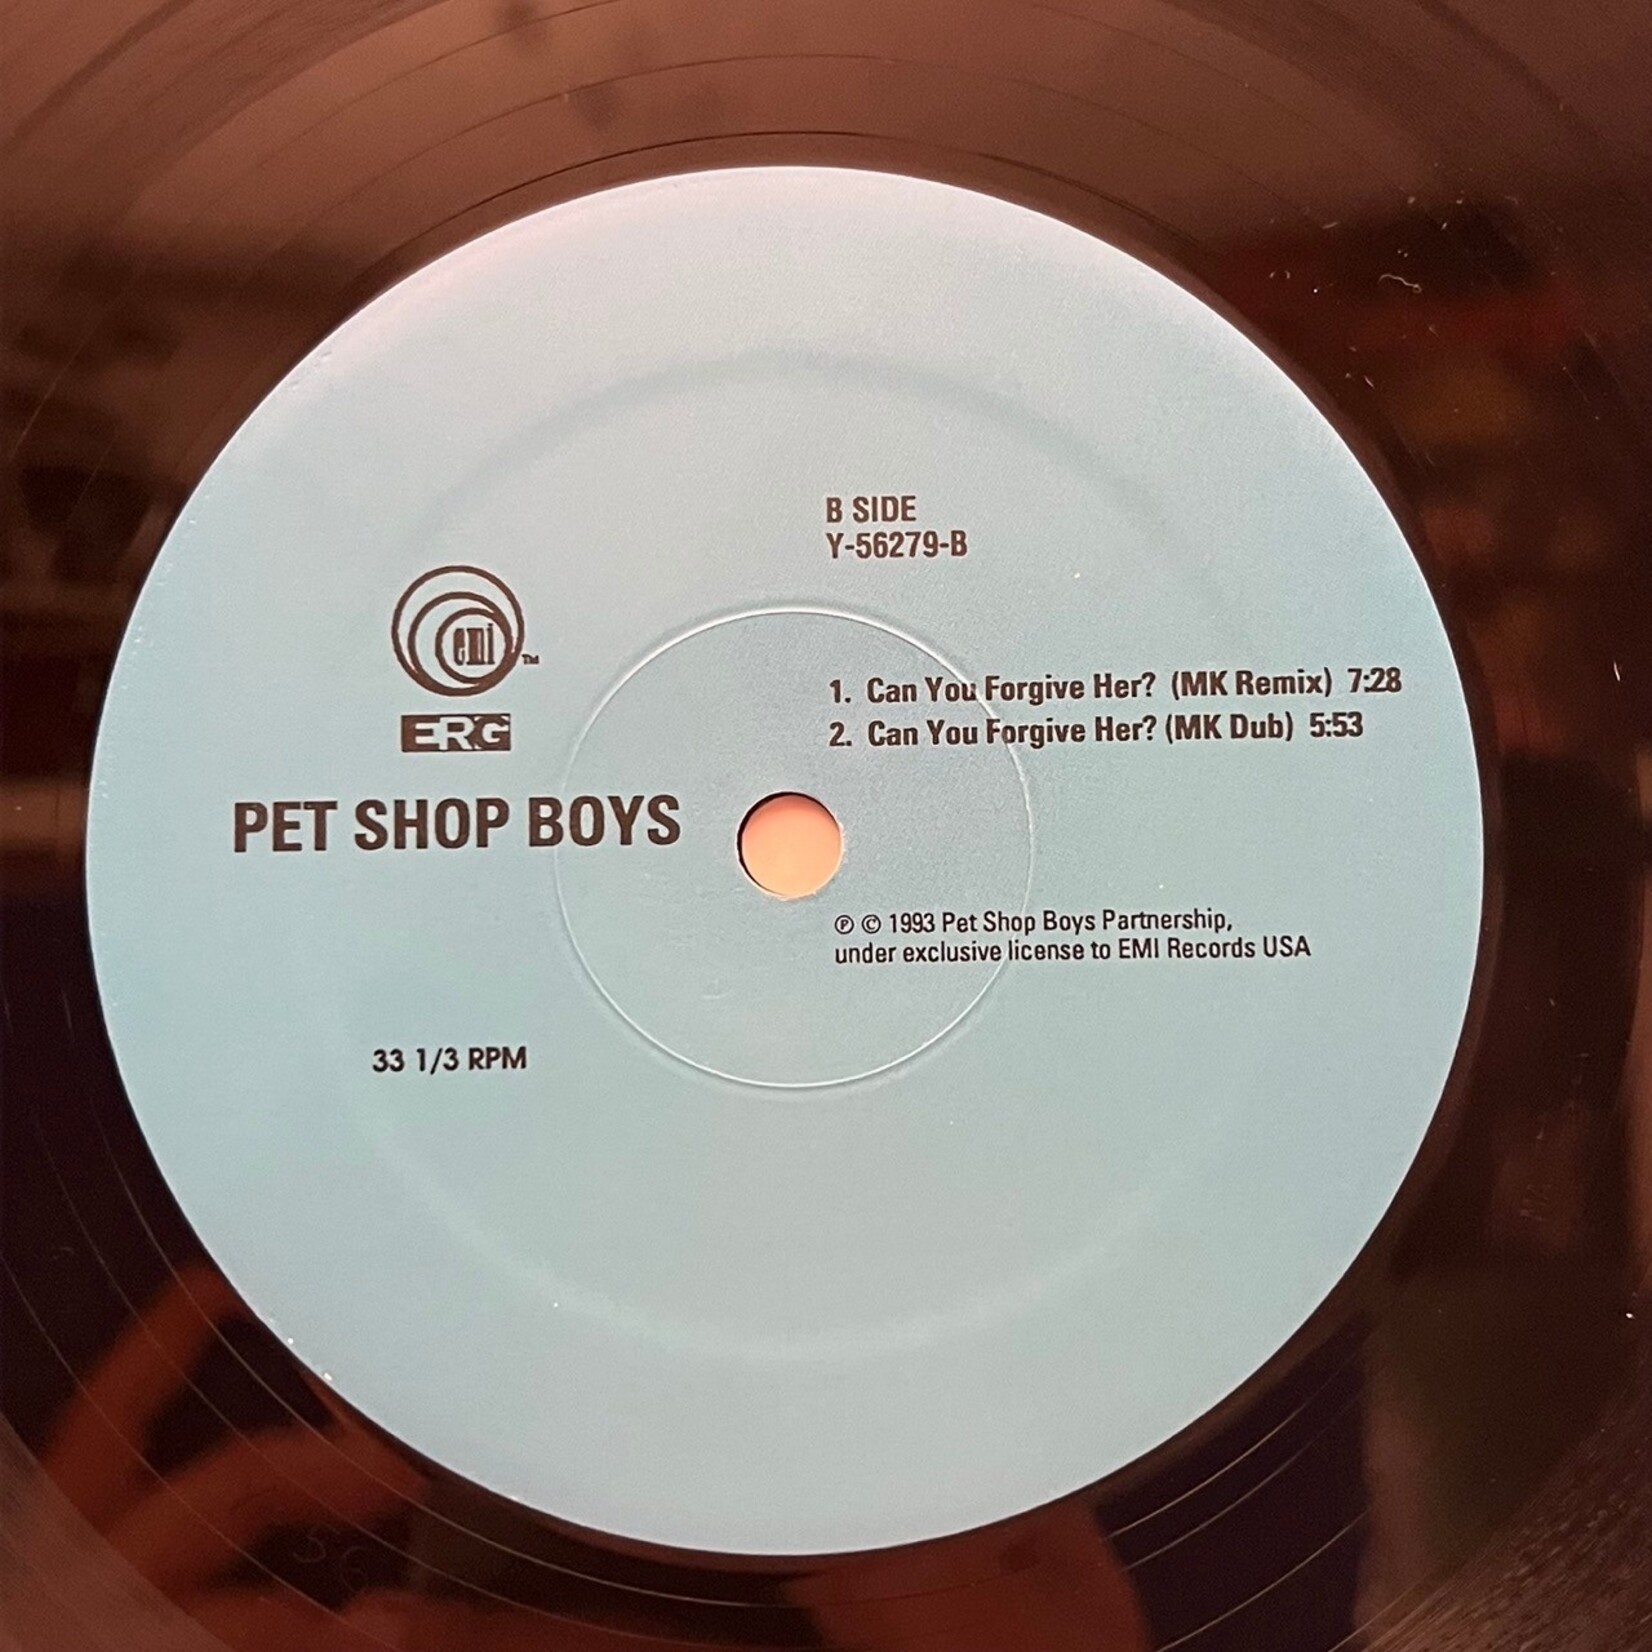 B SIDE
Y-56279-B
emi TM
ERG
1. Can You Forgive Her? (MK Remix) 7:28
2. Can You Forgive Her? (MK Dub) 5:53
PET SHOP BOYS
℗ © 1993 Pet Shop Boys Partnership,
under exclusive license to EMI Records USA
33 1/3 RPM